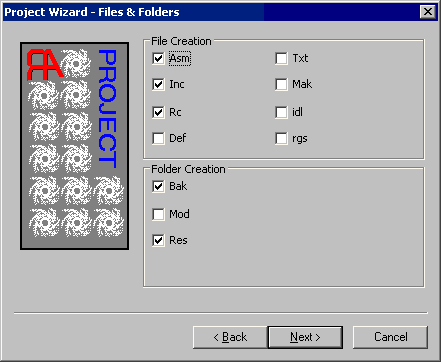 Project Wizard - Files & Folders
RA
PROJECT
File Creation
Asm
Txt
Inc
Mak
Rc
idl
Def
rgs
Folder Creation
Bak
Mod
Res
< Back
Next >
Cancel